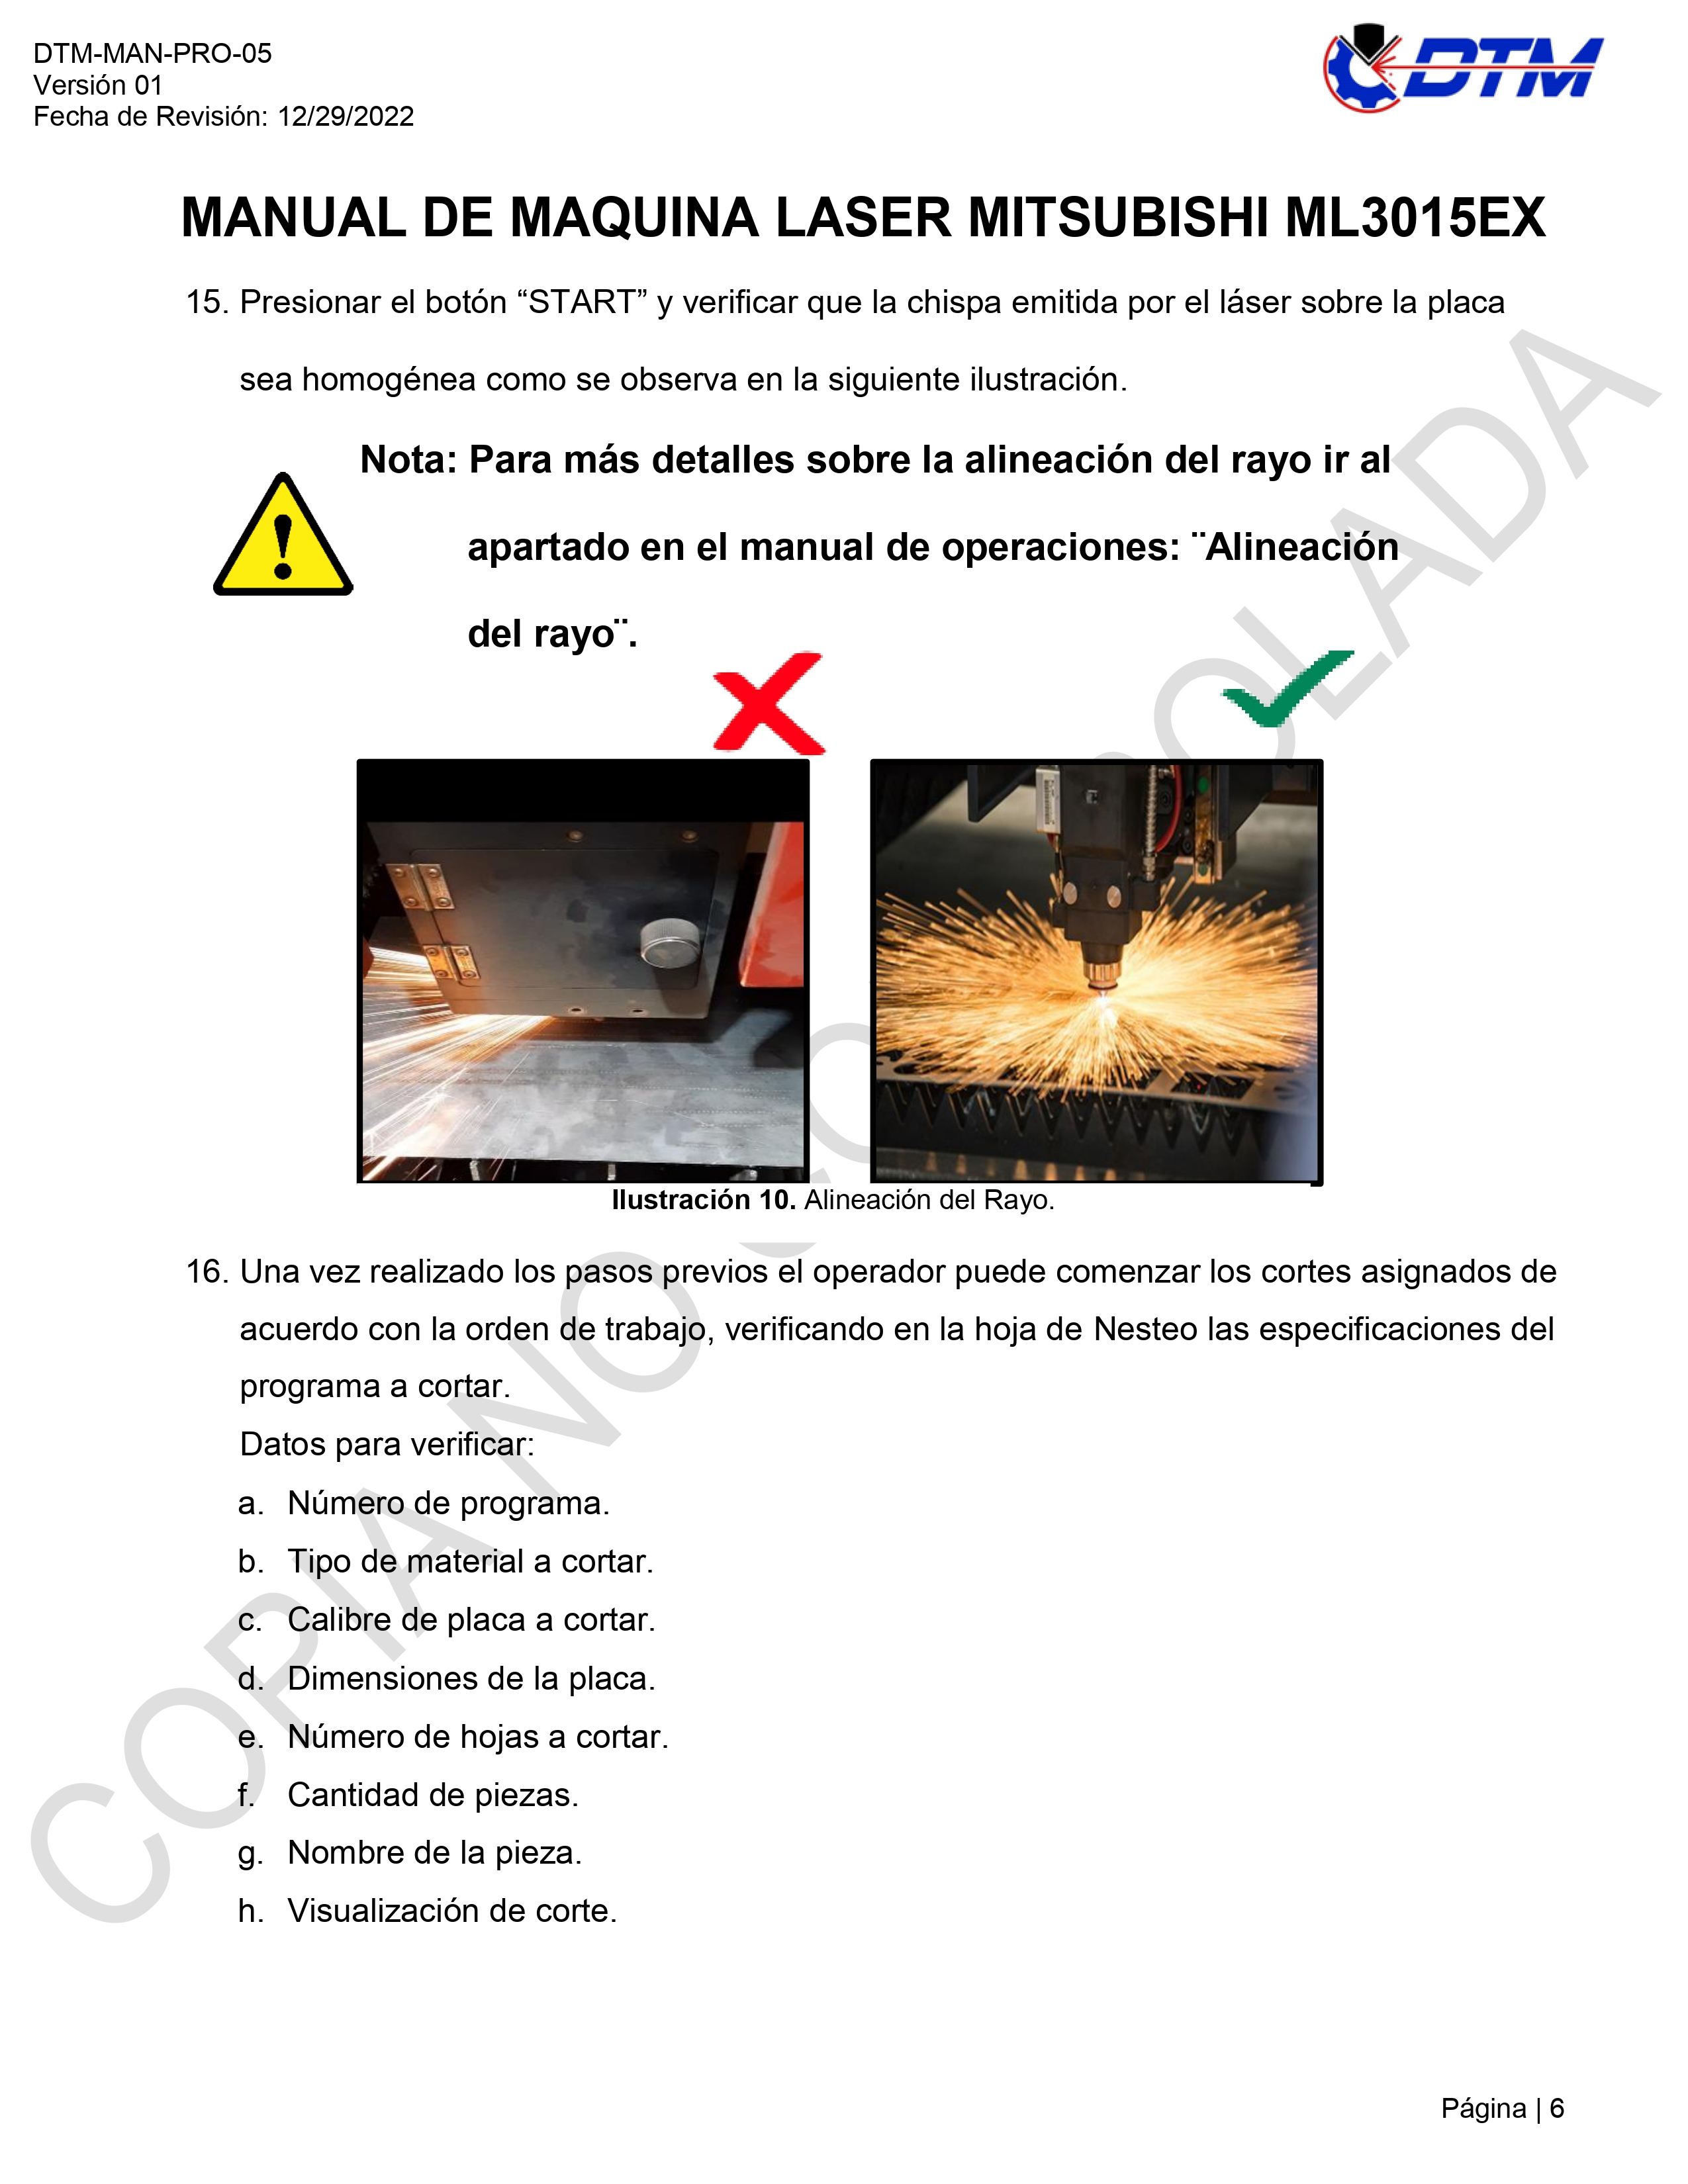 DTM-MAN-PRO-05
Versión 01
Fecha de Revisión: 12/29/2022
DTM
MANUAL DE MAQUINA LASER MITSUBISHI ML3015EX
15. Presionar el botón “START” y verificar que la chispa emitida por el láser sobre la placa
sea homogénea como se observa en la siguiente ilustración.
Nota: Para más detalles sobre la alineación del rayo ir al
apartado en el manual de operaciones: ¨Alineación
del rayo¨.
Ilustración 10. Alineación del Rayo.
16. Una vez realizado los pasos previos el operador puede comenzar los cortes asignados de
acuerdo con la orden de trabajo, verificando en la hoja de Nesteo las especificaciones del
programa a cortar.
Datos para verificar:
a. Número de programa.
b. Tipo de material a cortar.
c. Calibre de placa a cortar.
d. Dimensiones de la placa.
e. Número de hojas a cortar.
f. Cantidad de piezas.
g. Nombre de la pieza.
h. Visualización de corte.
COPIA NO CO OLADA
Página | 6